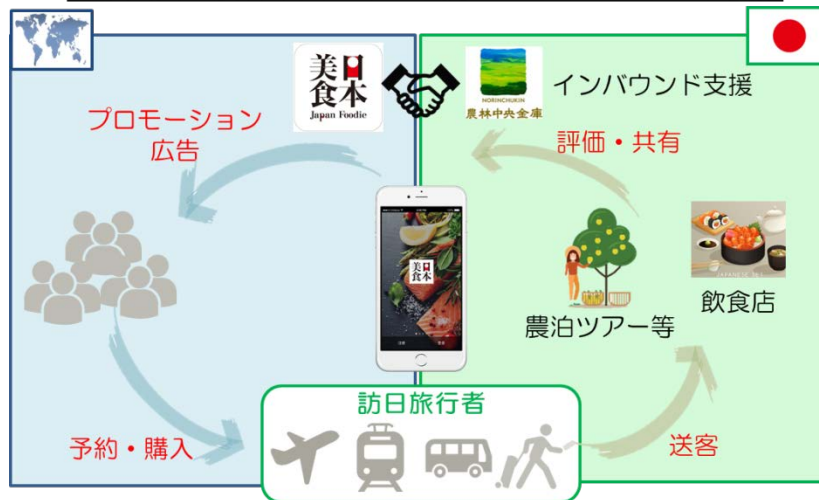 美日
食本
Japan Foodie
NORINCHUKIN
農林中央金庫
インバウンド支援
プロモーション
広告
評価・共有
美日
食本
JAPANESE SET
飲食店
農泊ツアー等
訪日旅行者
予約・購入
送客